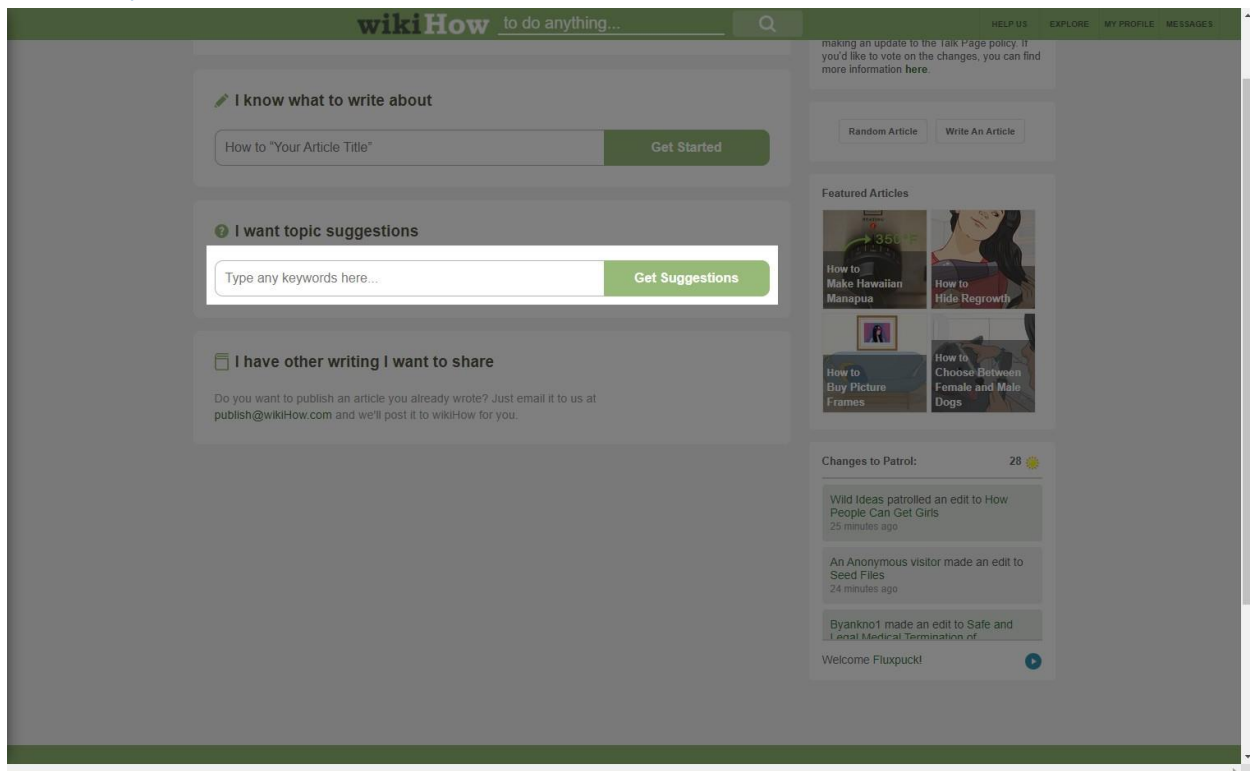 wikiHow to do anything...
HELP US EXPLORE MY PROFILE MESSAGES
making an update to the Talk Page policy. If
you'd like to vote on the changes, you can find
more information here.
I know what to write about
How to "Your Article Title"
Get Started
I want topic suggestions
Type any keywords here...
Get Suggestions
I have other writing I want to share
Do you want to publish an article you already wrote? Just email it to us at
publish@wikiHow.com and we'll post it to wikiHow for you.
Random Article
Write An Article
Featured Articles
350°F
How to
Make Hawaiian
Manapua
How to
Hide Regrowth
How to
Buy Picture
Frames
How to
Choose Between
Female and Male
Dogs
Changes to Patrol:
28
Wild Ideas patrolled an edit to How
People Can Get Girls
25 minutes ago
An Anonymous visitor made an edit to
Seed Files
24 minutes ago
Byankno1 made an edit to Safe and
Legal Medical Termination of
Welcome Fluxpuck!